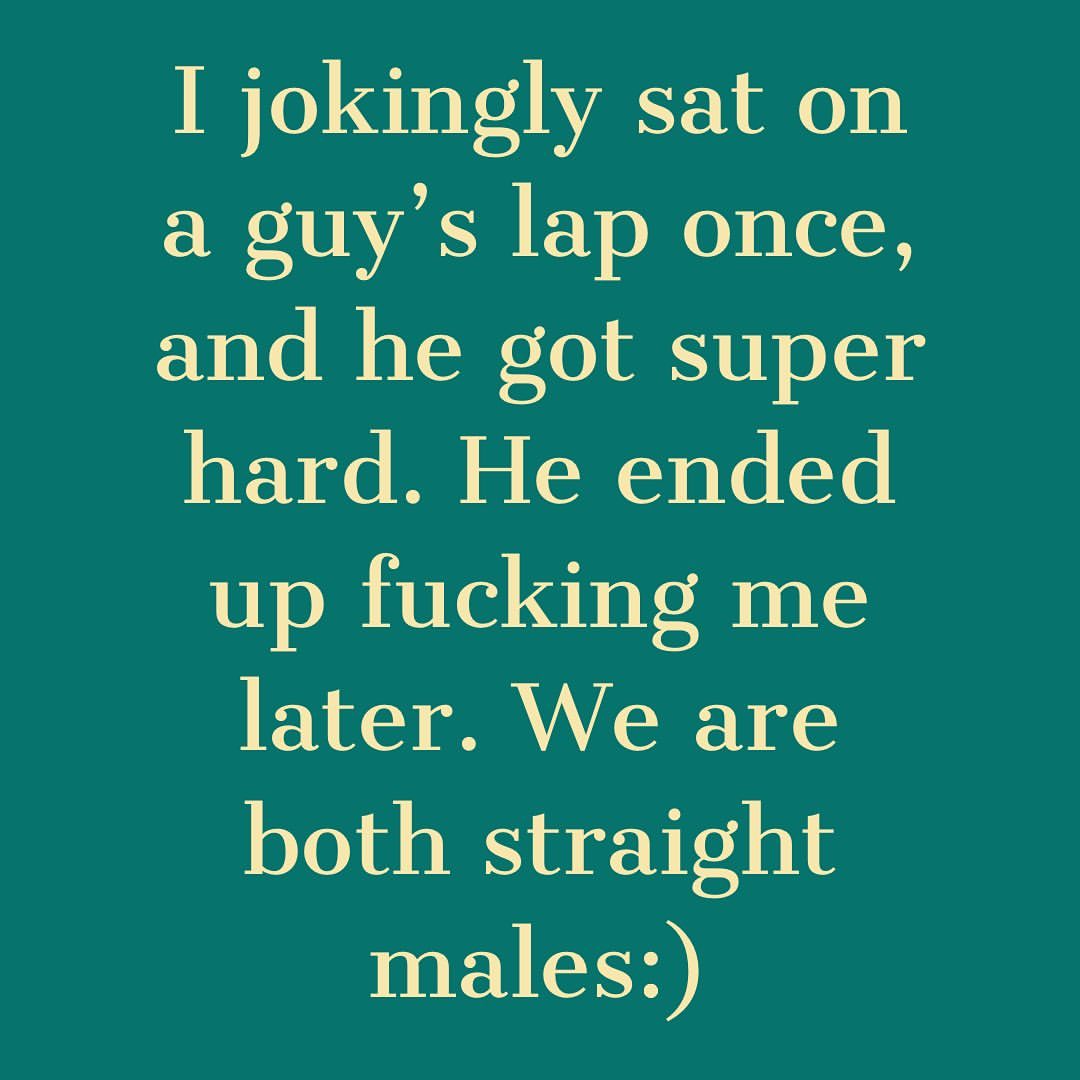 I jokingly sat on
a guy’s lap once,
and he got super
hard. He ended
up fucking me
later. We are
both straight
males:)